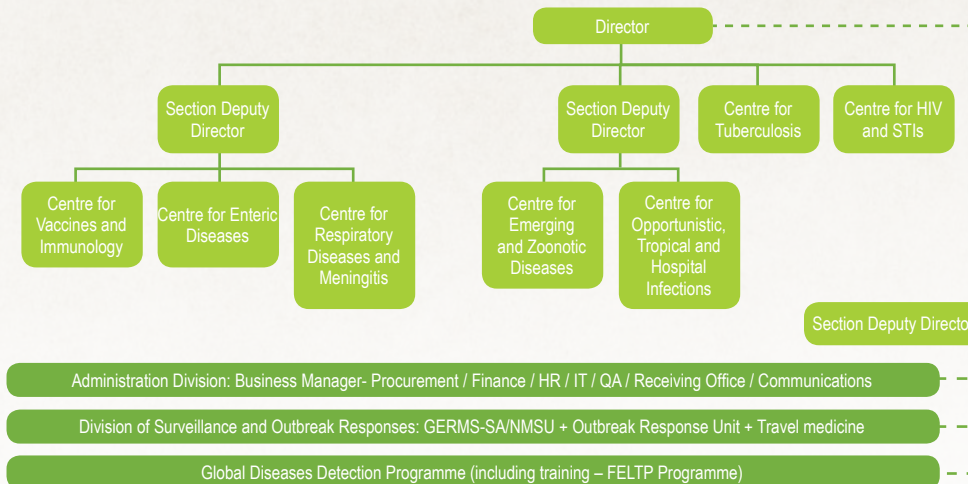 Director
Section Deputy
Director
Section Deputy
Director
Centre for
Tuberculosis
Centre for HIV
and STIs
Centre for
Vaccines and
Immunology
Centre for Enteric
Diseases
Centre for
Respiratory
Diseases and
Meningitis
Centre for
Emerging
and Zoonotic
Diseases
Centre for
Opportunistic,
Tropical and
Hospital
Infections
Section Deputy Directo
Administration Division: Business Manager- Procurement / Finance / HR / IT / QA / Receiving Office / Communications
Division of Surveillance and Outbreak Responses: GERMS-SA/NMSU + Outbreak Response Unit + Travel medicine
Global Diseases Detection Programme (including training – FELTP Programme)